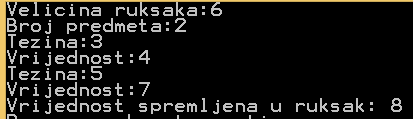 Velicina ruksaka:6
Broj predmeta:2
Tezina:3
Vrijednost:4
Tezina:5
Vrijednost:7
Vrijednost spremljena u ruksak: 8